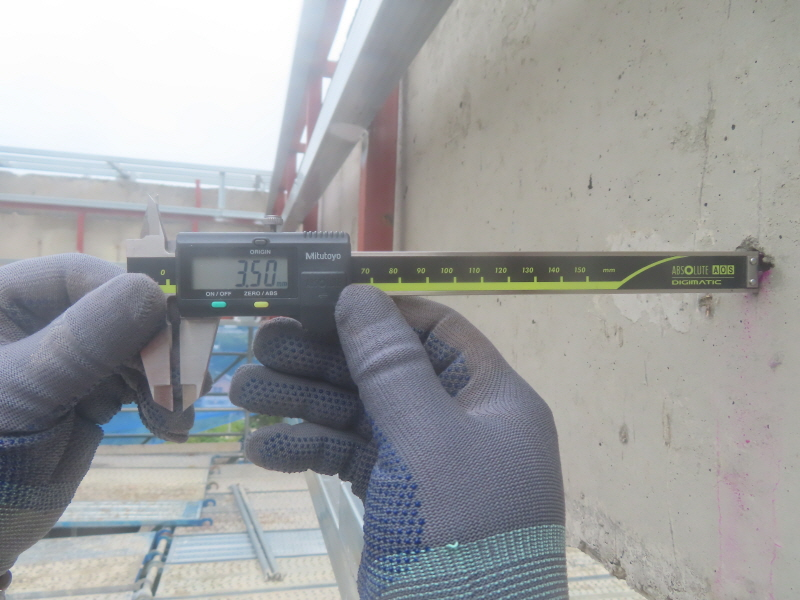 ORIGIN
Mitutoyo
3.50
ON/OFF ZERO/ABS
0
70 80 90 100 110 120 130 140 150 mm
ABSOLUTE AOS
DIGIMATIC